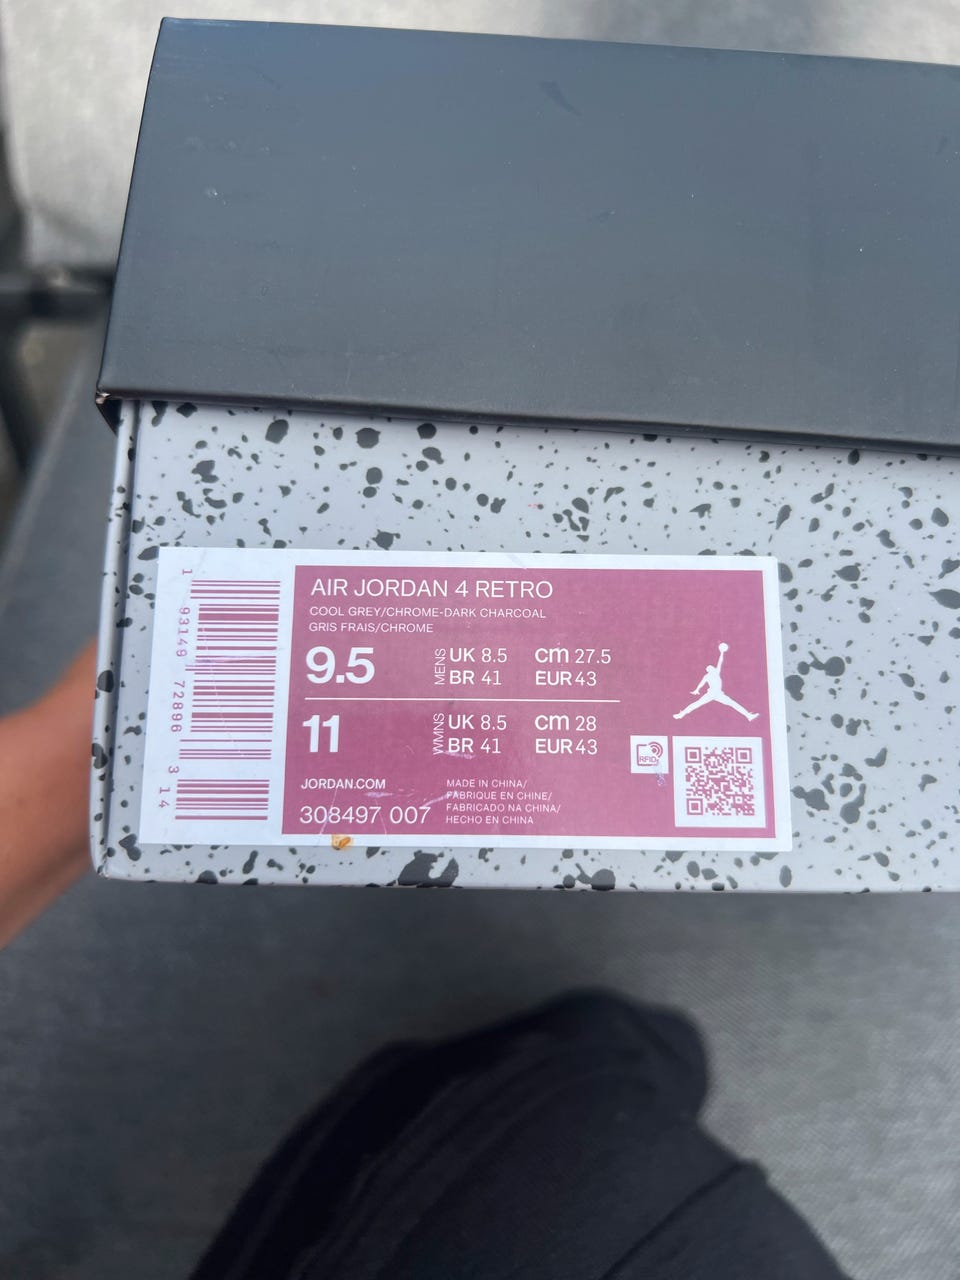 1 93149 72896 3 14
AIR JORDAN 4 RETRO
COOL GREY/CHROME-DARK CHARCOAL
GRIS FRAIS/CHROME
9.5 MENS UK 8.5 cm 27.5
BR 41 EUR 43
11 WMNS UK 8.5 cm 28
BR 41 EUR 43
RFID
JORDAN.COM
308497 007
MADE IN CHINA/
FABRIQUE EN CHINE/
FABRICADO NA CHINA/
HECHO EN CHINA